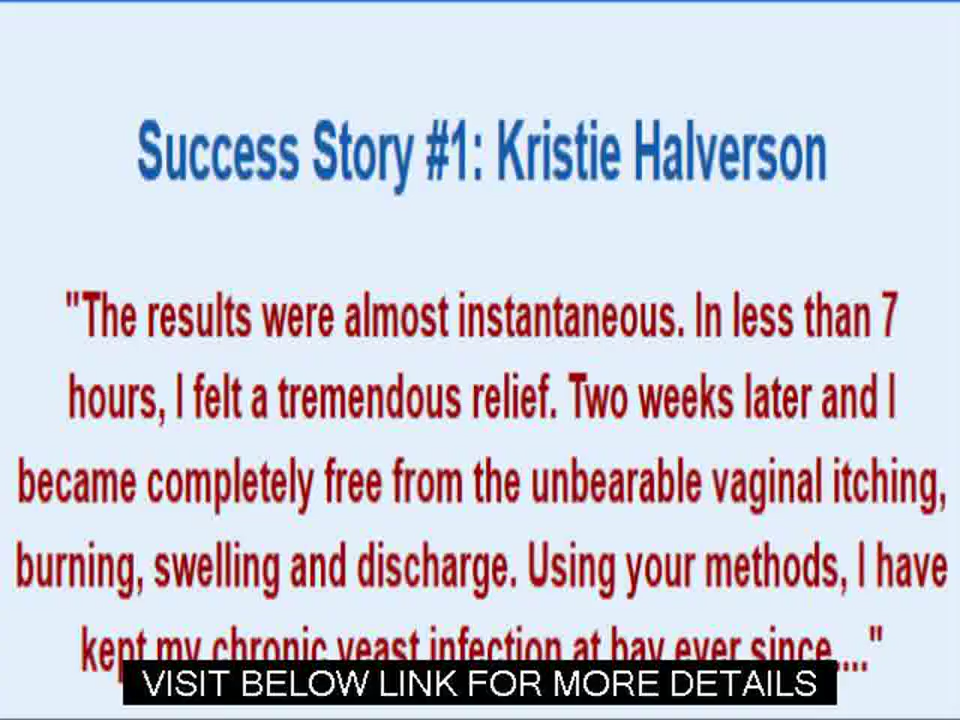 Success Story #1: Kristie Halverson
"The results were almost instantaneous. In less than 7
hours, I felt a tremendous relief. Two weeks later and I
became completely free from the unbearable vaginal itching,
burning, swelling and discharge. Using your methods, I have
kept my chronic yeast infection at bay ever since...."
VISIT BELOW LINK FOR MORE DETAILS